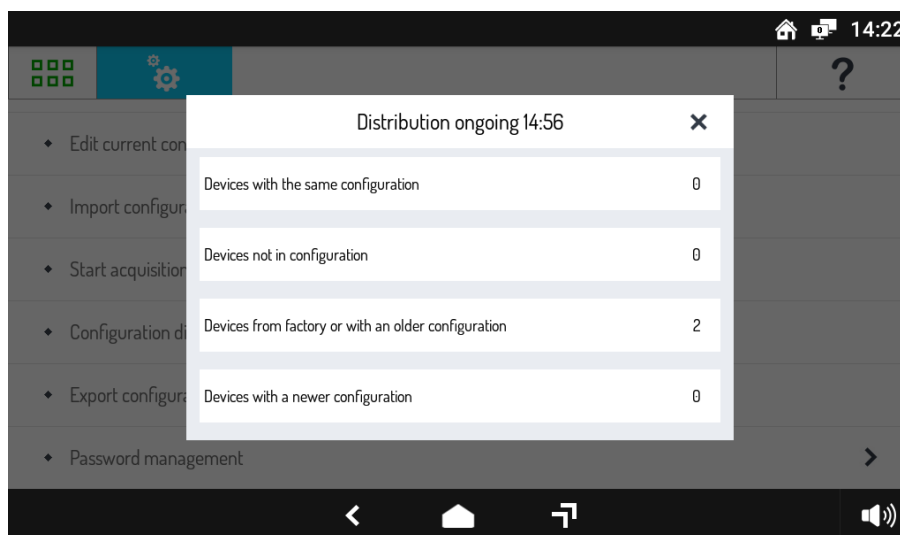 14:22
?
Distribution ongoing 14:56
Edit current con
Devices with the same configuration 0
Import configura
Devices not in configuration 0
Start acquisition
Devices from factory or with an older configuration 2
Configuration di
Export configura
Devices with a newer configuration 0
Password management